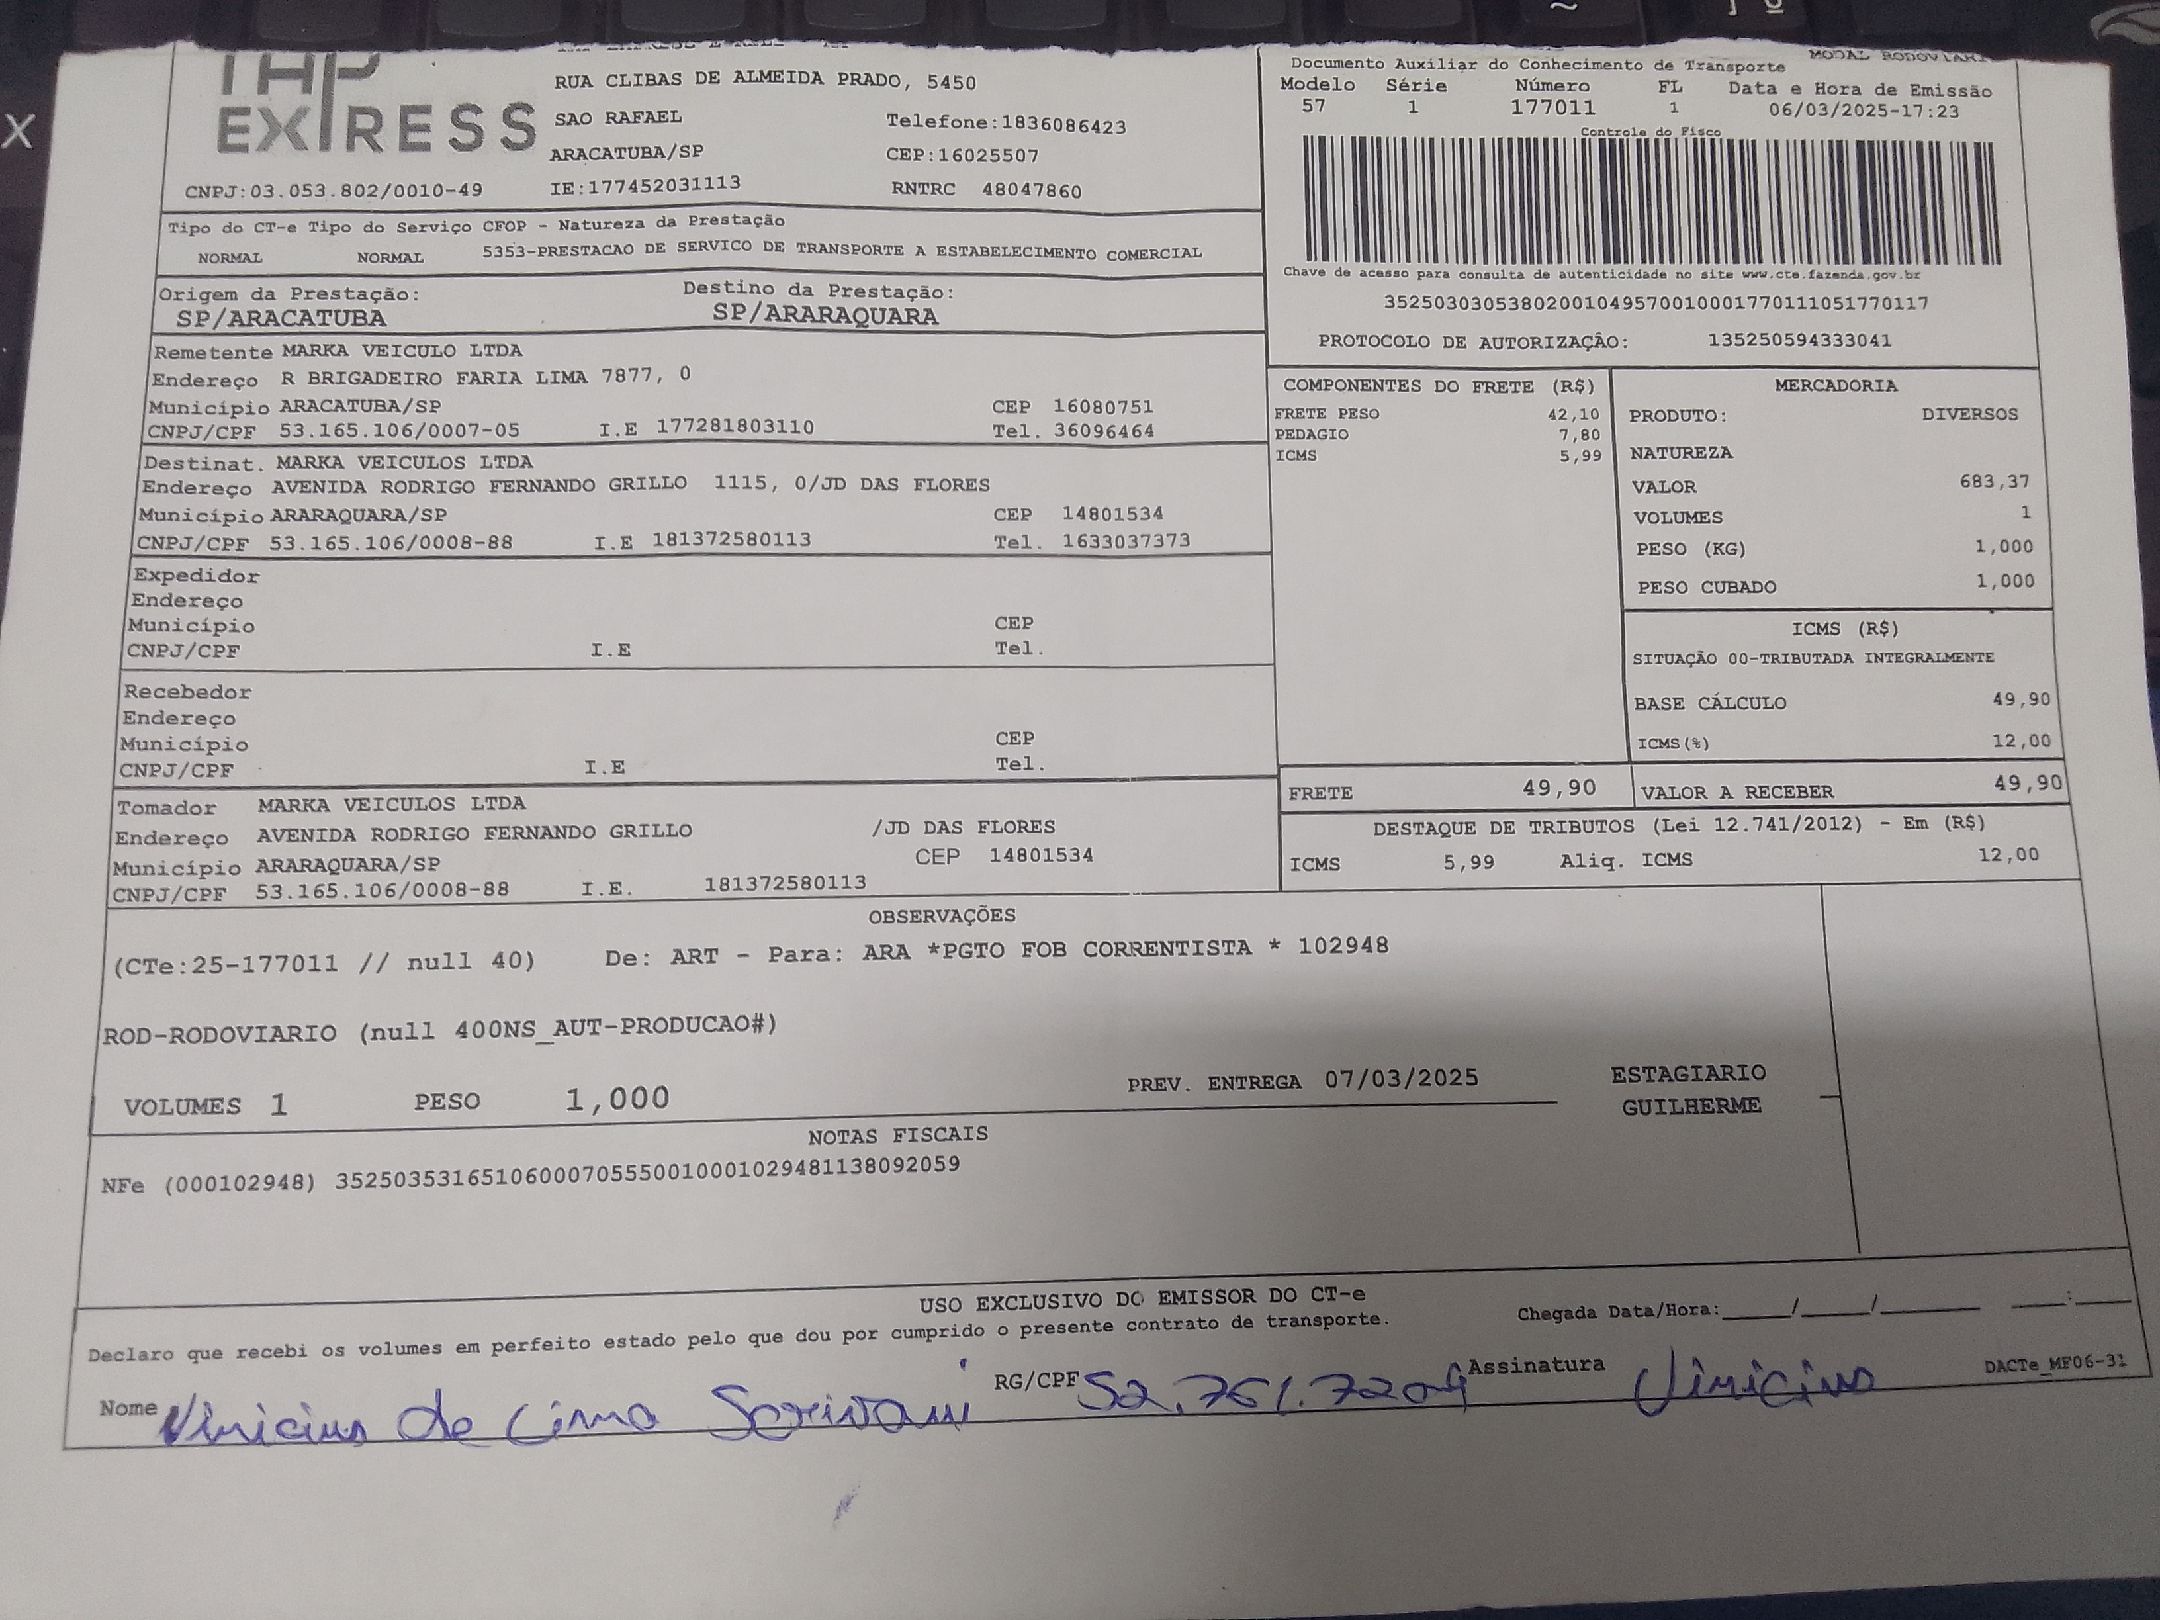 THP
EXPRESS
RUA CLIBAS DE ALMEIDA PRADO, 5450
SAO RAFAEL Telefone:1836086423
ARACATUBA/SP CEP:16025507
CNPJ:03.053.802/0010-49 IE:177452031113 RNTRC 48047860
MODAL RODOVIARI
Documento Auxiliar do Conhecimento de Transporte
Modelo Série Número FL Data e Hora de Emissão
57 1 177011 1 06/03/2025-17:23
Controle do Fisco
Chave de acesso para consulta de autenticidade no site www.cte.fazenda.gov.br
35250303053802001049570010001770111051770117
PROTOCOLO DE AUTORIZAÇÃO: 135250594333041
Tipo do CT-e Tipo do Serviço CFOP - Natureza da Prestação
NORMAL NORMAL 5353-PRESTACAO DE SERVICO DE TRANSPORTE A ESTABELECIMENTO COMERCIAL
Origem da Prestação: Destino da Prestação:
SP/ARACATUBA SP/ARARAQUARA
Remetente MARKA VEICULO LTDA
Endereço R BRIGADEIRO FARIA LIMA 7877, 0
Município ARACATUBA/SP CEP 16080751
CNPJ/CPF 53.165.106/0007-05 I.E 177281803110 Tel. 36096464
Destinat. MARKA VEICULOS LTDA
Endereço AVENIDA RODRIGO FERNANDO GRILLO 1115, 0/JD DAS FLORES
Município ARARAQUARA/SP CEP 14801534
CNPJ/CPF 53.165.106/0008-88 I.E 181372580113 Tel. 1633037373
Expedidor
Endereço
Município CEP
CNPJ/CPF I.E Tel.
Recebedor
Endereço
Município CEP
CNPJ/CPF I.E Tel.
Tomador MARKA VEICULOS LTDA
Endereço AVENIDA RODRIGO FERNANDO GRILLO /JD DAS FLORES
Município ARARAQUARA/SP CEP 14801534
CNPJ/CPF 53.165.106/0008-88 I.E. 181372580113
COMPONENTES DO FRETE (R$)
FRETE PESO 42,10
PEDAGIO 7,80
ICMS 5,99
MERCADORIA
PRODUTO: DIVERSOS
NATUREZA
VALOR 683,37
VOLUMES 1
PESO (KG) 1,000
PESO CUBADO 1,000
ICMS (R$)
SITUAÇÃO 00-TRIBUTADA INTEGRALMENTE
BASE CÁLCULO 49,90
ICMS(%) 12,00
FRETE 49,90 VALOR A RECEBER 49,90
DESTAQUE DE TRIBUTOS (Lei 12.741/2012) - Em (R$)
ICMS 5,99 Aliq. ICMS 12,00
OBSERVAÇÕES
(CTe:25-177011 // null 40) De: ART - Para: ARA *PGTO FOB CORRENTISTA * 102948
ROD-RODOVIARIO (null 400NS_AUT-PRODUCAO#)
VOLUMES 1 PESO 1,000 PREV. ENTREGA 07/03/2025 ESTAGIARIO
GUILHERME
NOTAS FISCAIS
NFe (000102948) 35250353165106000705550010001029481138092059
USO EXCLUSIVO DO EMISSOR DO CT-e
Declaro que recebi os volumes em perfeito estado pelo que dou por cumprido o presente contrato de transporte. Chegada Data/Hora:____/____/______ ___:___
Nome Vinicius de Lima Scrivani RG/CPF 52.761.7209 Assinatura Vinicius DACTe_MF06-31